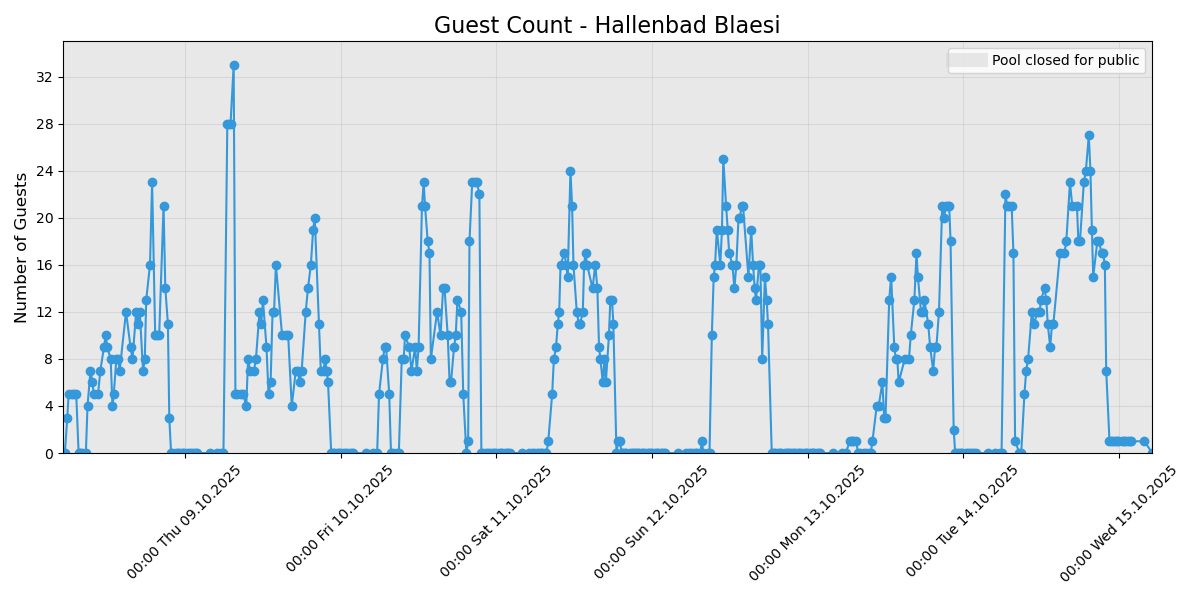 Guest Count - Hallenbad Blaesi
Pool closed for public
Number of Guests
32
28
24
20
16
12
8
4
0
00:00 Thu 09.10.2025
00:00 Fri 10.10.2025
00:00 Sat 11.10.2025
00:00 Sun 12.10.2025
00:00 Mon 13.10.2025
00:00 Tue 14.10.2025
00:00 Wed 15.10.2025